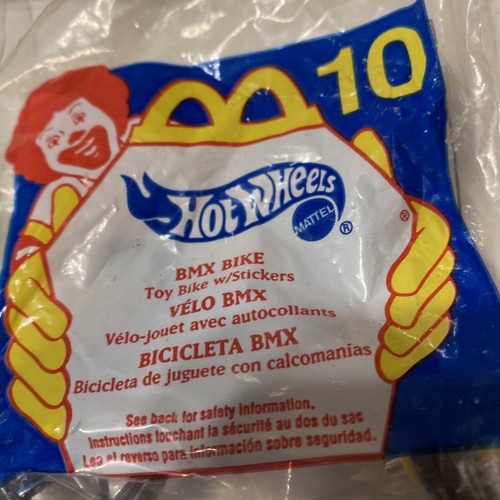 10
HOT WHEELS
MATTEL
®
®
BMX BIKE
Toy Bike w/Stickers
VÉLO BMX
Vélo-jouet avec autocollants
BICICLETA BMX
Bicicleta de juguete con calcomanias
See back for safety information.
Instructions touchant la sécurité au dos du sac
Lea el reverso para información sobre seguridad.